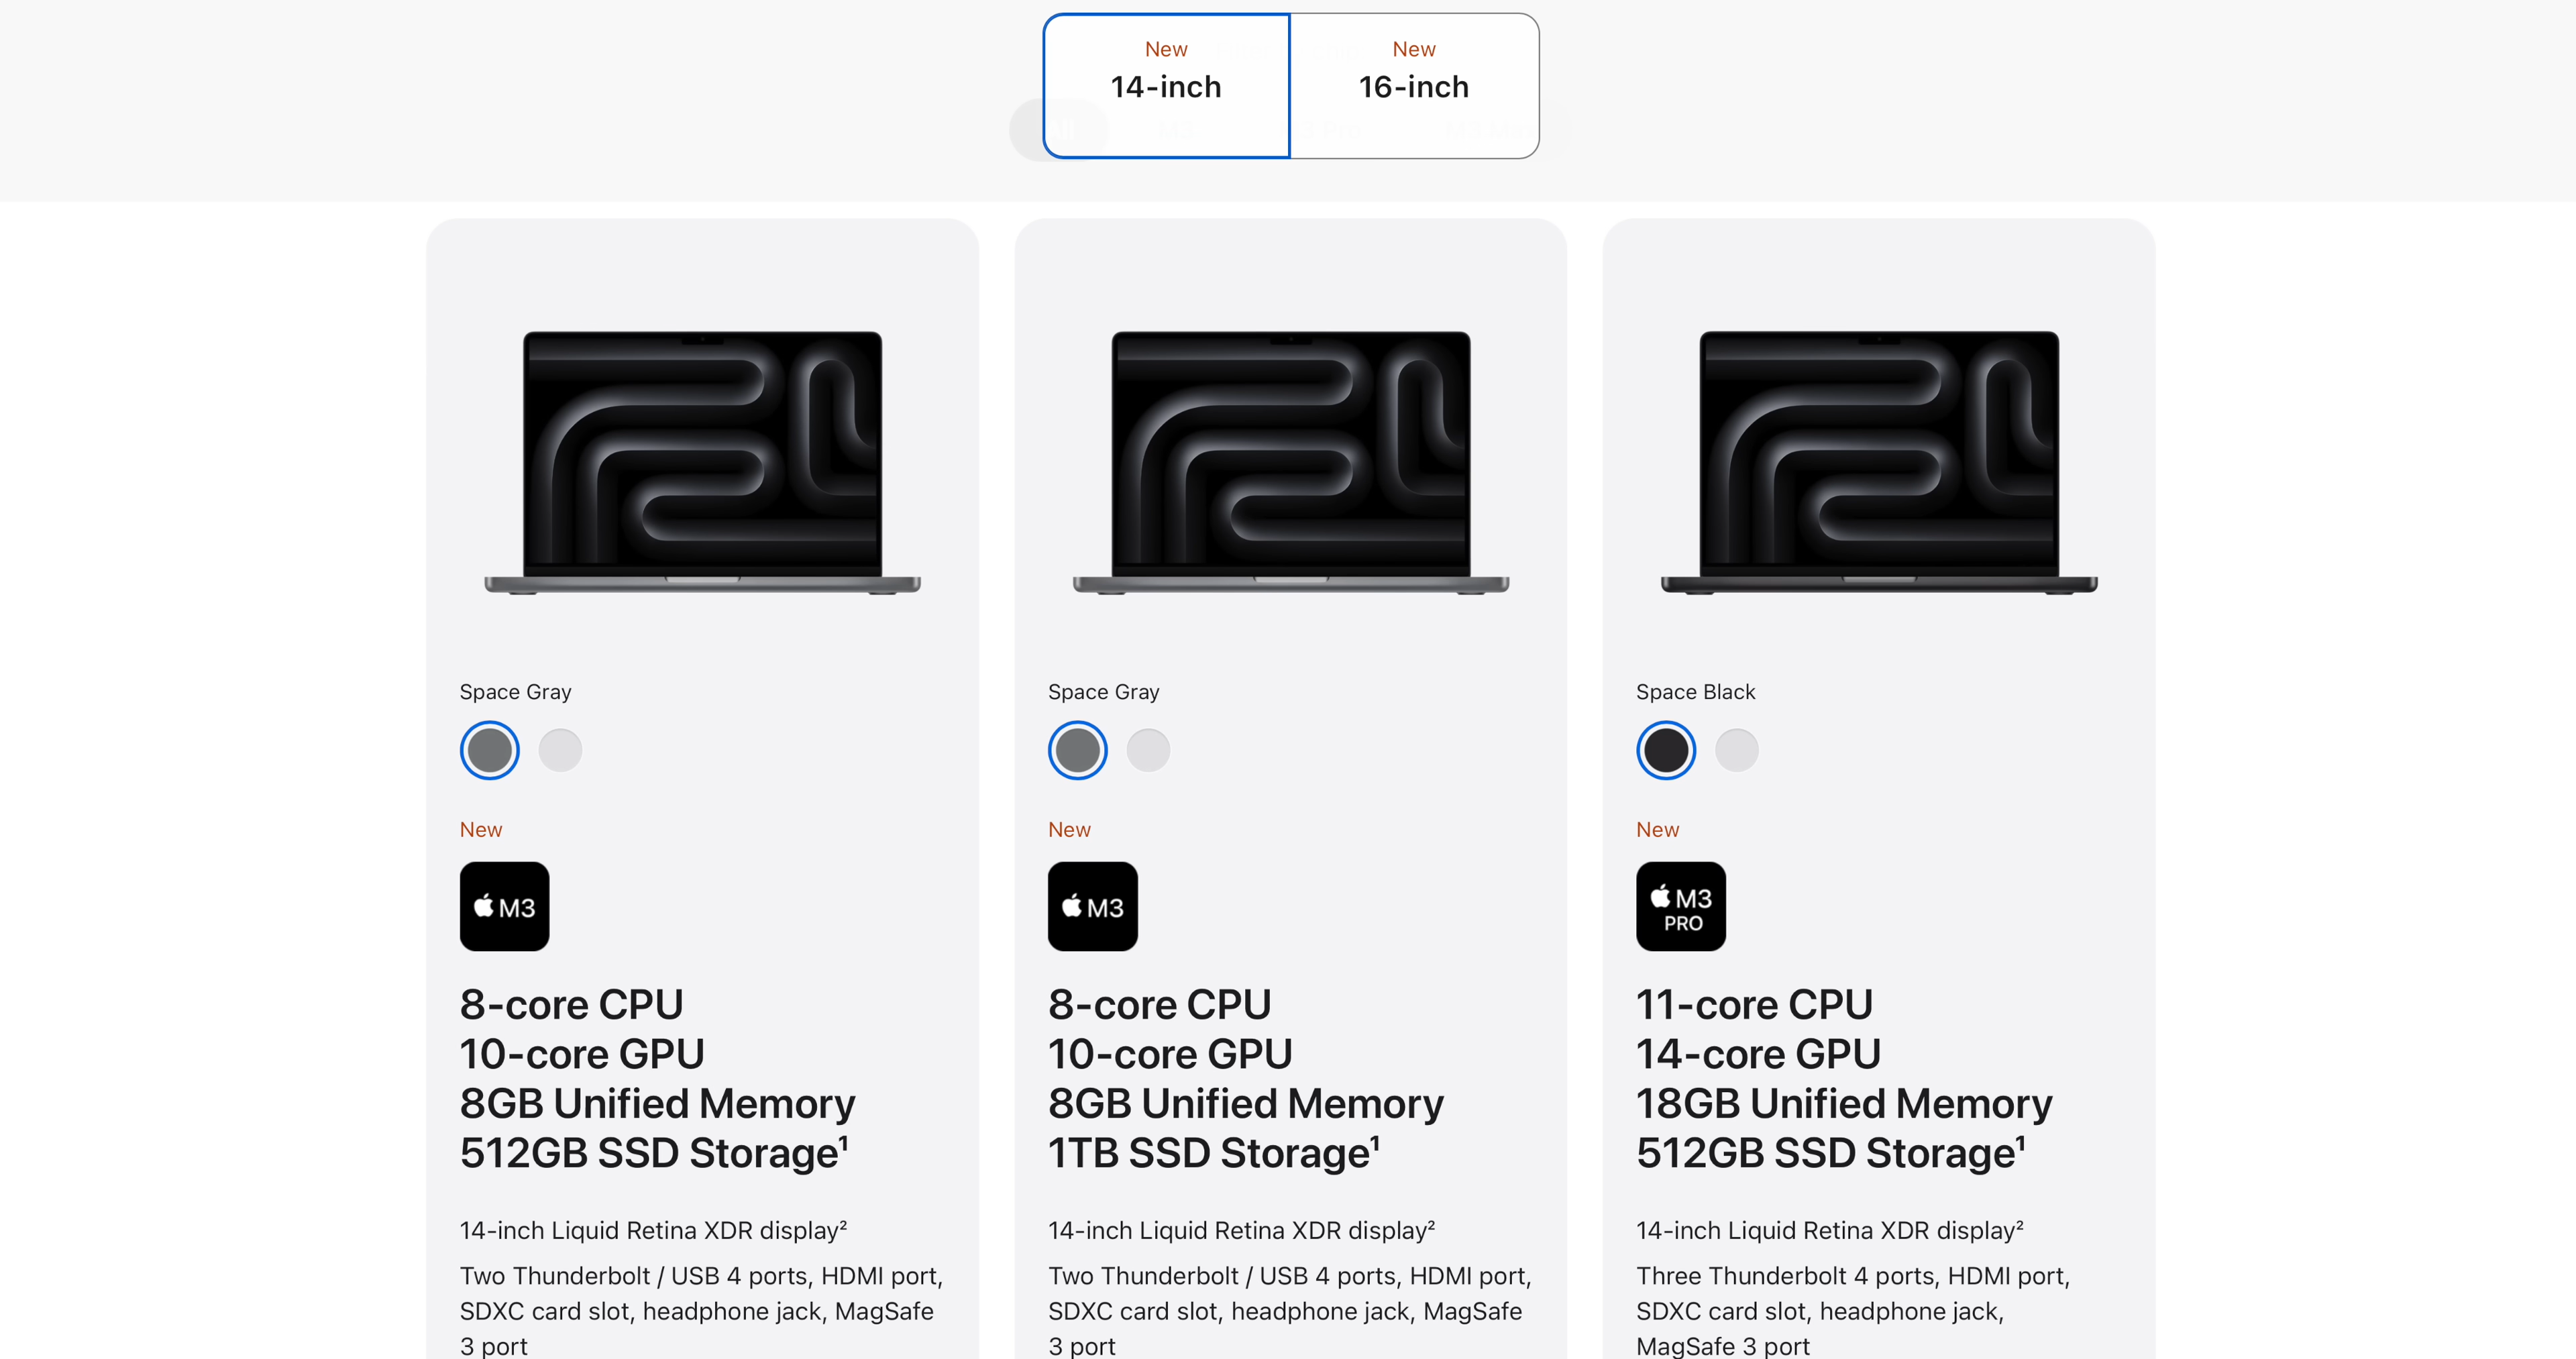 New
14-inch
New
16-inch
Space Gray
New
M3
8-core CPU
10-core GPU
8GB Unified Memory
512GB SSD Storage¹
14-inch Liquid Retina XDR display²
Two Thunderbolt / USB 4 ports, HDMI port,
SDXC card slot, headphone jack, MagSafe
3 port
Space Gray
New
M3
8-core CPU
10-core GPU
8GB Unified Memory
1TB SSD Storage¹
14-inch Liquid Retina XDR display²
Two Thunderbolt / USB 4 ports, HDMI port,
SDXC card slot, headphone jack, MagSafe
3 port
Space Black
New
M3
PRO
11-core CPU
14-core GPU
18GB Unified Memory
512GB SSD Storage¹
14-inch Liquid Retina XDR display²
Three Thunderbolt 4 ports, HDMI port,
SDXC card slot, headphone jack,
MagSafe 3 port